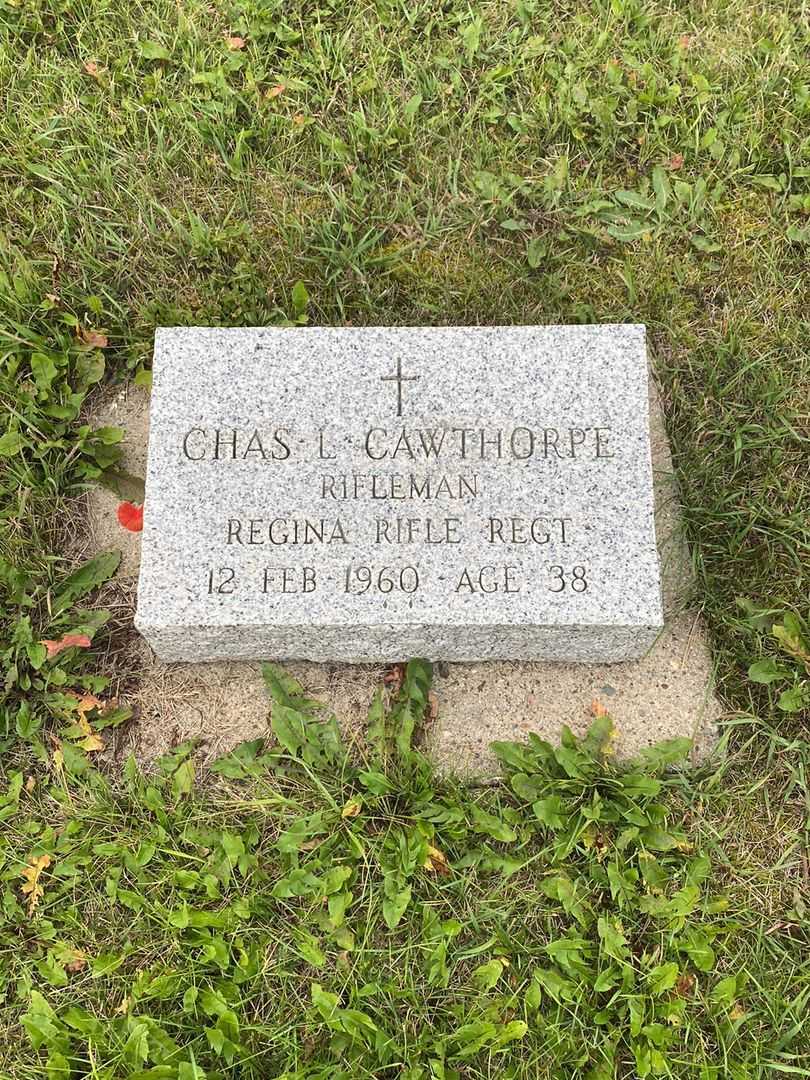 CHAS L CAWTHORPE
RIFLEMAN
REGINA RIFLE REGT
12 FEB 1960 AGE 38